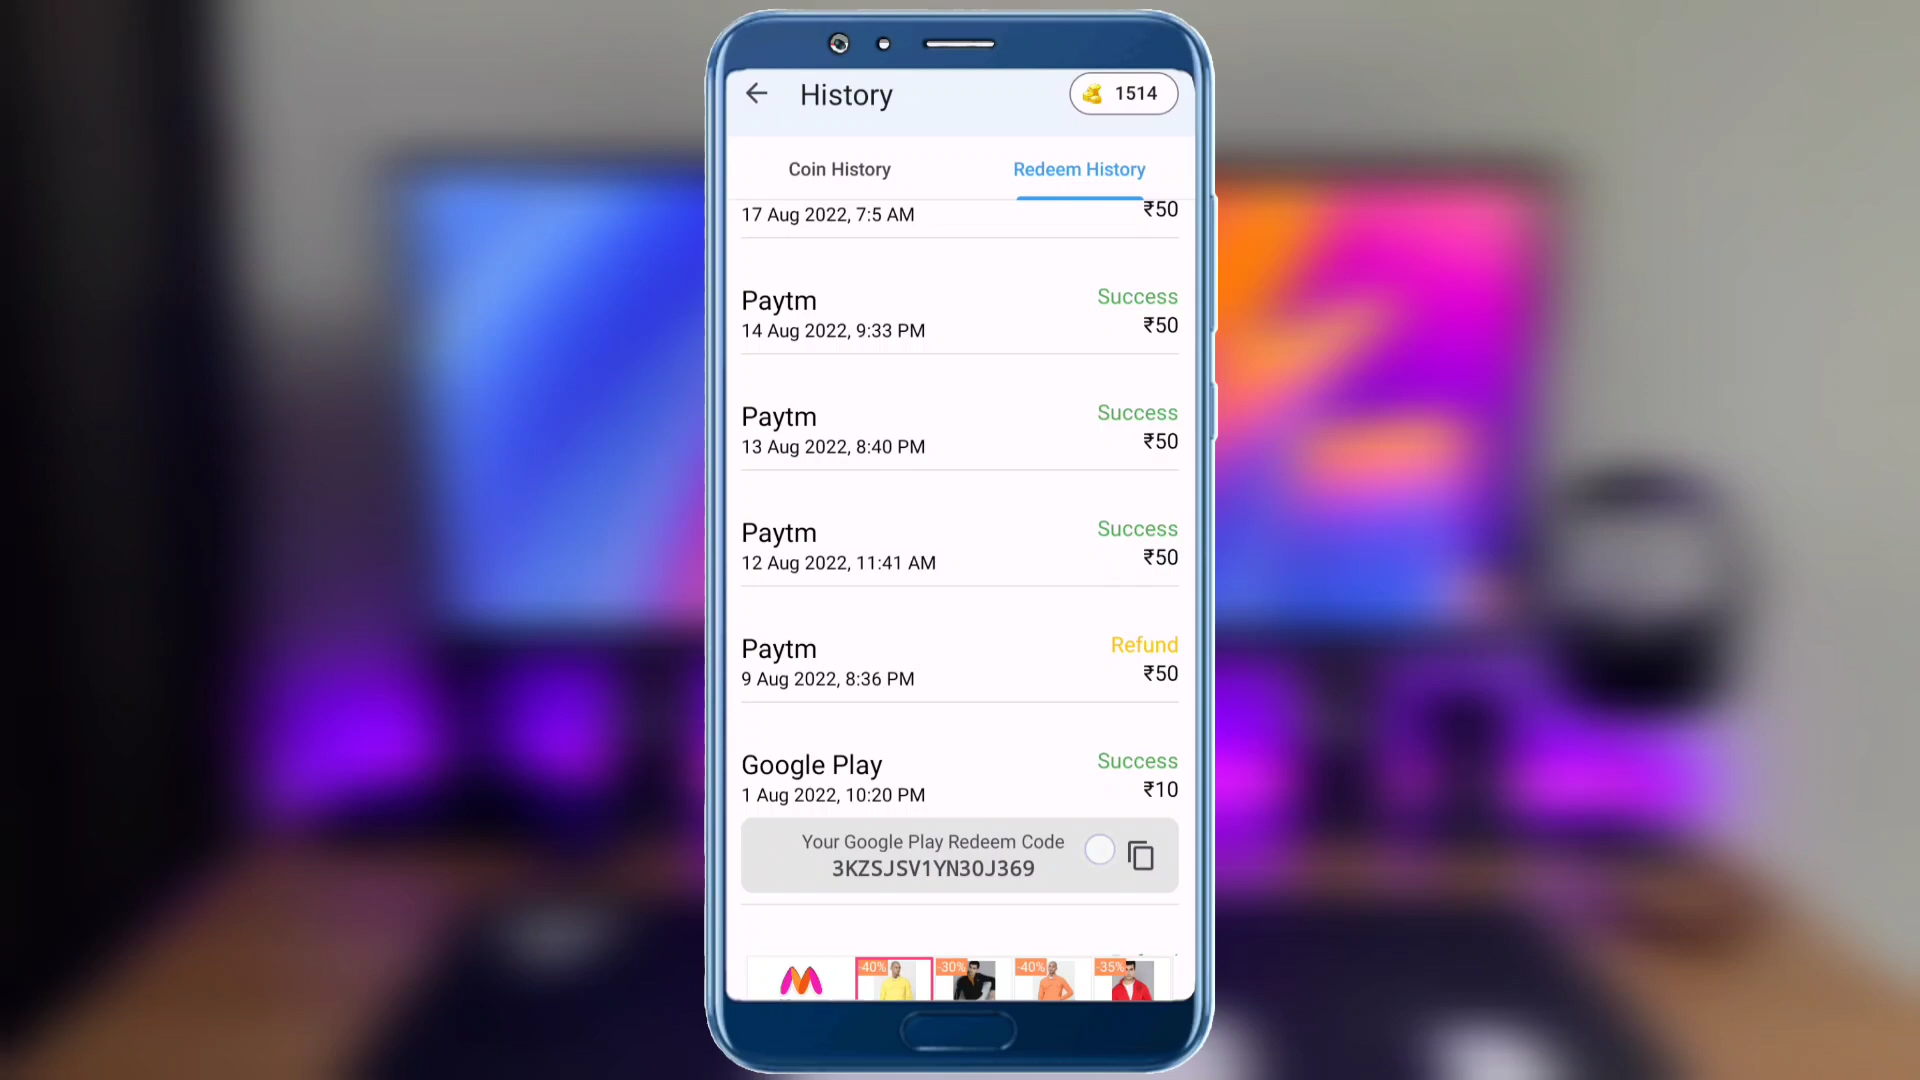 History
1514
Coin History
Redeem History
17 Aug 2022, 7:5 AM
₹50
Paytm
Success
14 Aug 2022, 9:33 PM
₹50
Paytm
Success
13 Aug 2022, 8:40 PM
₹50
Paytm
Success
12 Aug 2022, 11:41 AM
₹50
Paytm
Refund
9 Aug 2022, 8:36 PM
₹50
Google Play
Success
1 Aug 2022, 10:20 PM
₹10
Your Google Play Redeem Code
3KZSJSV1YN30J369
-40%
-30%
-40%
-35%